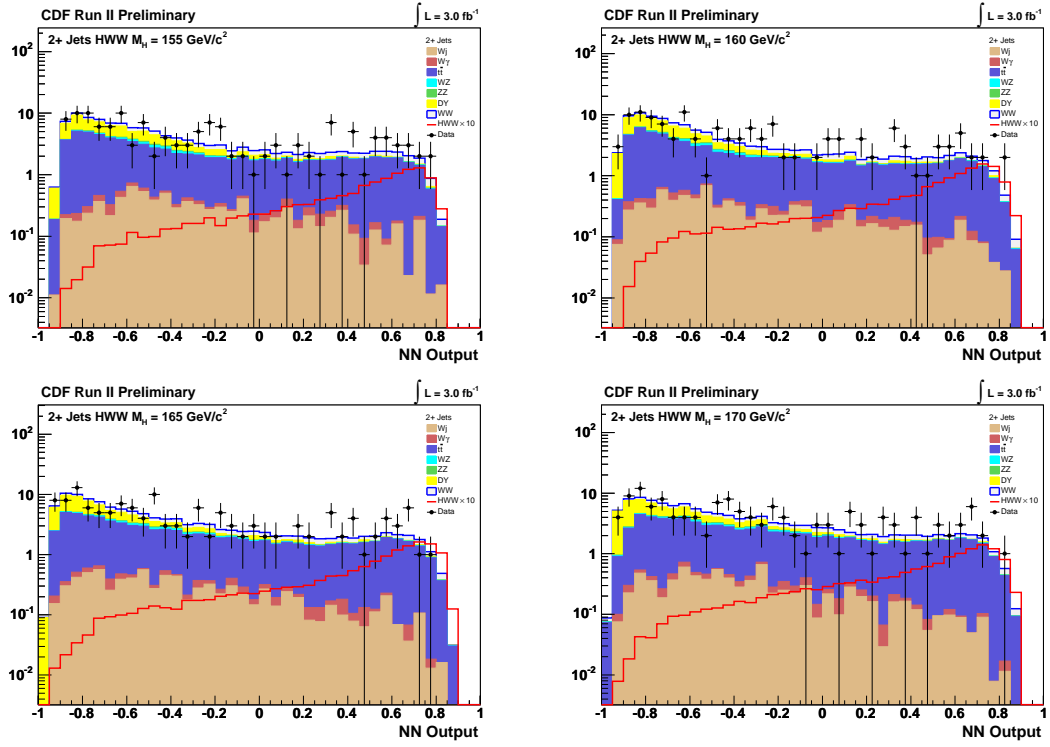 CDF Run II Preliminary
∫ L = 3.0 fb⁻¹
2+ Jets HWW M_H = 155 GeV/c²
2+ Jets
Wj
Wγ
tt̄
WZ
ZZ
DY
WW
HWW×10
Data
10²
10
1
10⁻¹
10⁻²
-1 -0.8 -0.6 -0.4 -0.2 0 0.2 0.4 0.6 0.8 1
NN Output
CDF Run II Preliminary
∫ L = 3.0 fb⁻¹
2+ Jets HWW M_H = 160 GeV/c²
2+ Jets
Wj
Wγ
tt̄
WZ
ZZ
DY
WW
HWW×10
Data
10²
10
1
10⁻¹
10⁻²
-1 -0.8 -0.6 -0.4 -0.2 0 0.2 0.4 0.6 0.8 1
NN Output
CDF Run II Preliminary
∫ L = 3.0 fb⁻¹
2+ Jets HWW M_H = 165 GeV/c²
2+ Jets
Wj
Wγ
tt̄
WZ
ZZ
DY
WW
HWW×10
Data
10²
10
1
10⁻¹
10⁻²
-1 -0.8 -0.6 -0.4 -0.2 0 0.2 0.4 0.6 0.8 1
NN Output
CDF Run II Preliminary
∫ L = 3.0 fb⁻¹
2+ Jets HWW M_H = 170 GeV/c²
2+ Jets
Wj
Wγ
tt̄
WZ
ZZ
DY
WW
HWW×10
Data
10²
10
1
10⁻¹
10⁻²
-1 -0.8 -0.6 -0.4 -0.2 0 0.2 0.4 0.6 0.8 1
NN Output